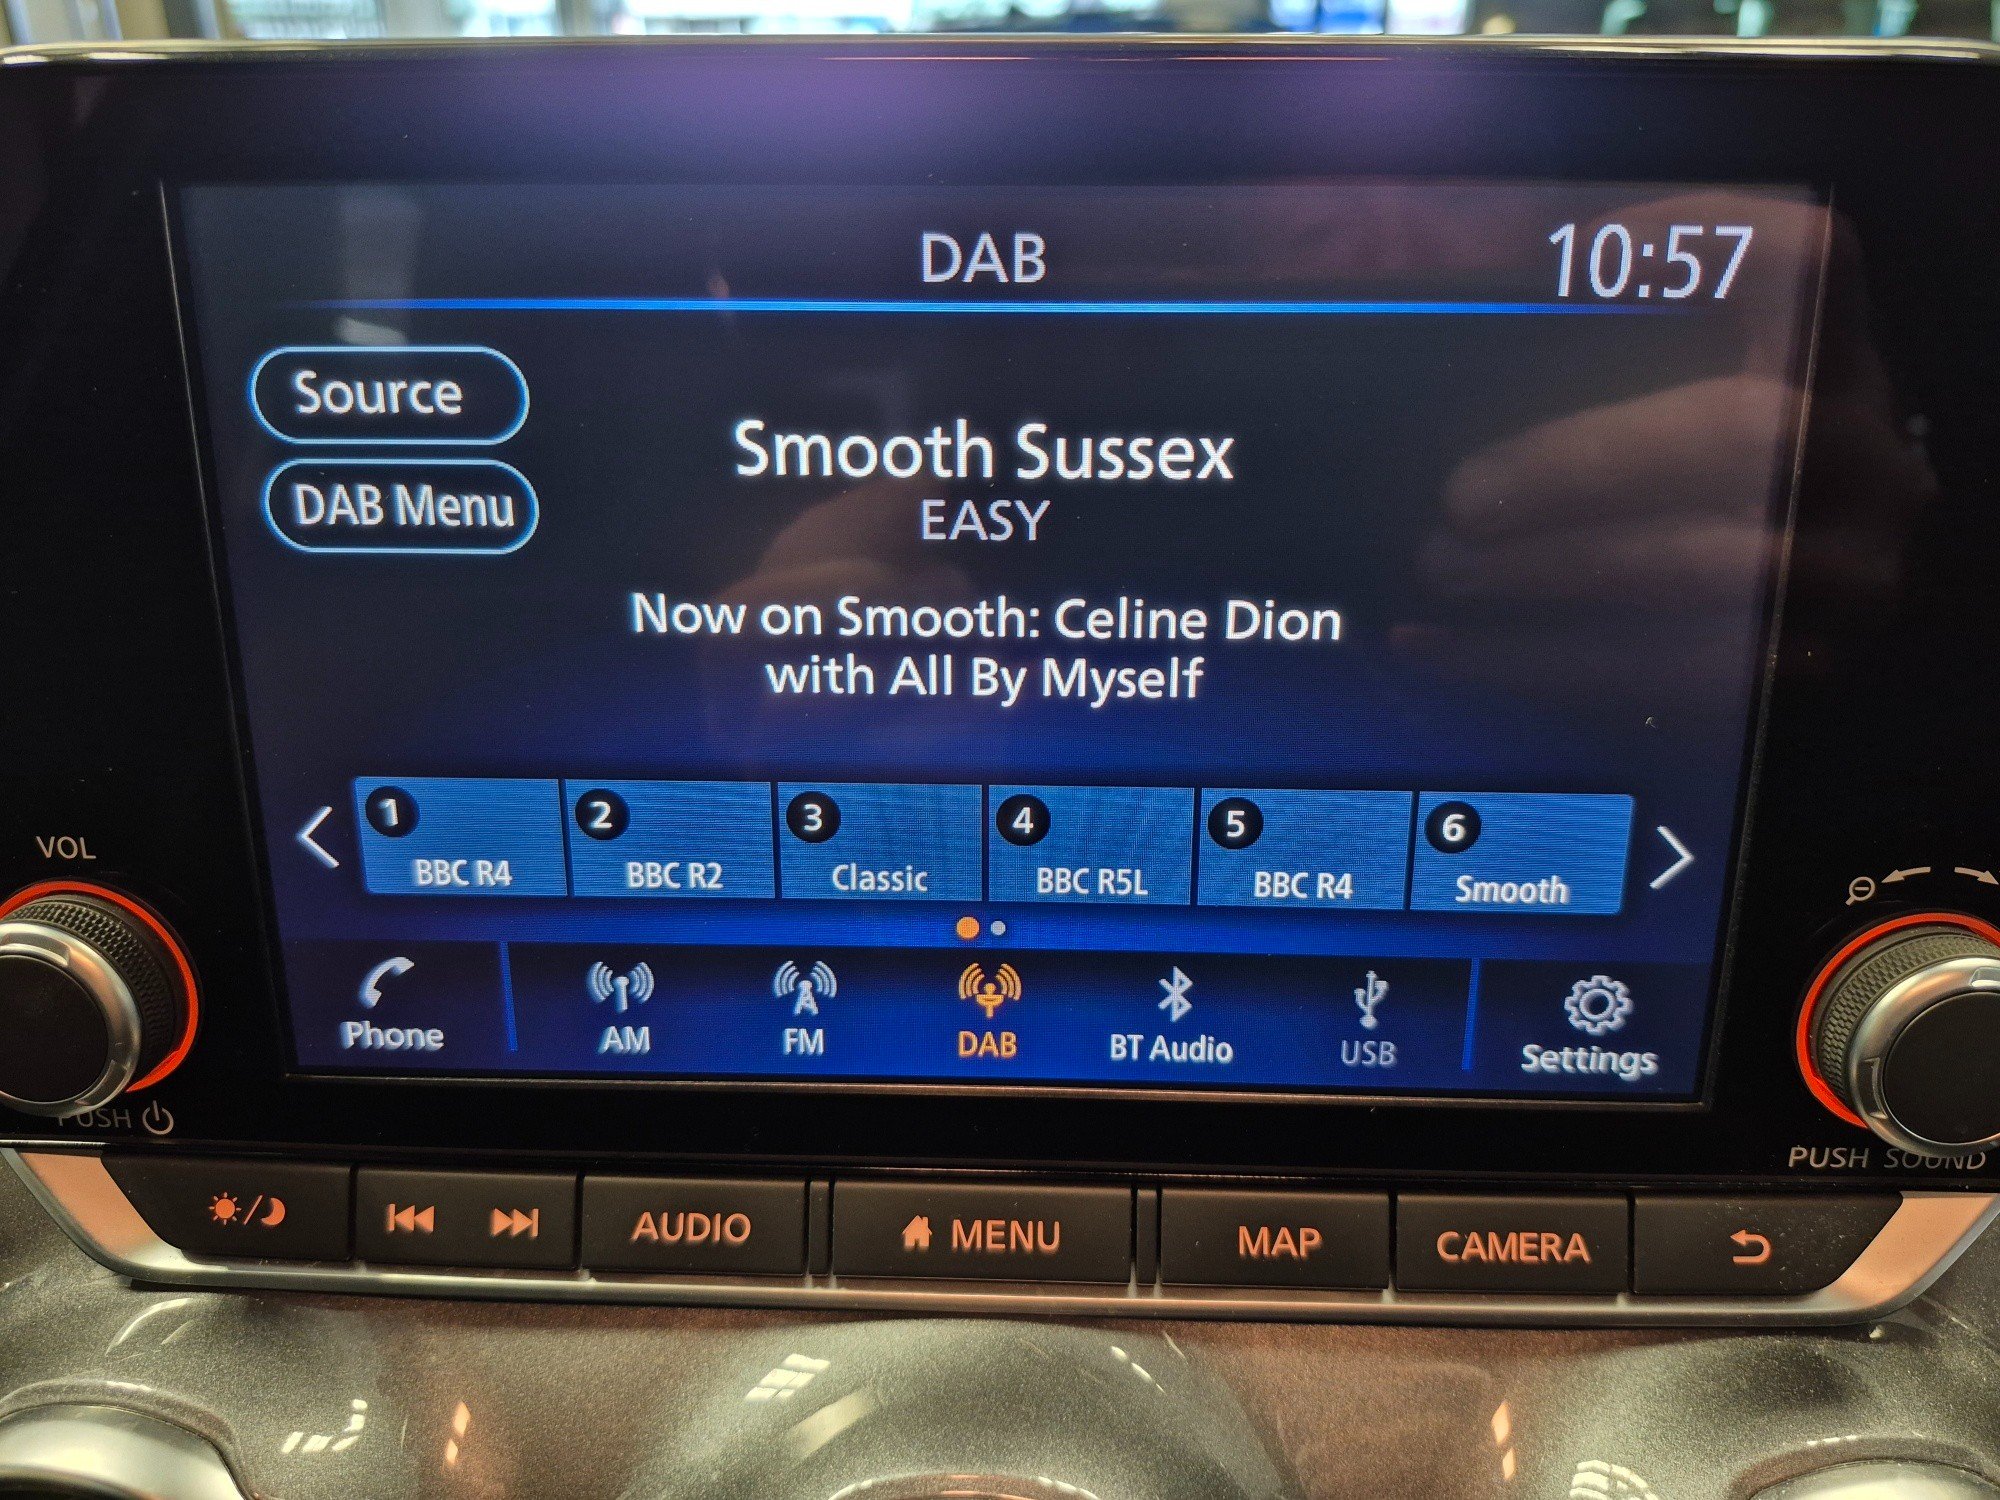 DAB
10:57
Source
DAB Menu
Smooth Sussex
EASY
Now on Smooth: Celine Dion
with All By Myself
1
BBC R4
2
BBC R2
3
Classic
4
BBC R5L
5
BBC R4
6
Smooth
Phone
AM
FM
DAB
BT Audio
USB
Settings
VOL
PUSH
PUSH SOUND
AUDIO
MENU
MAP
CAMERA